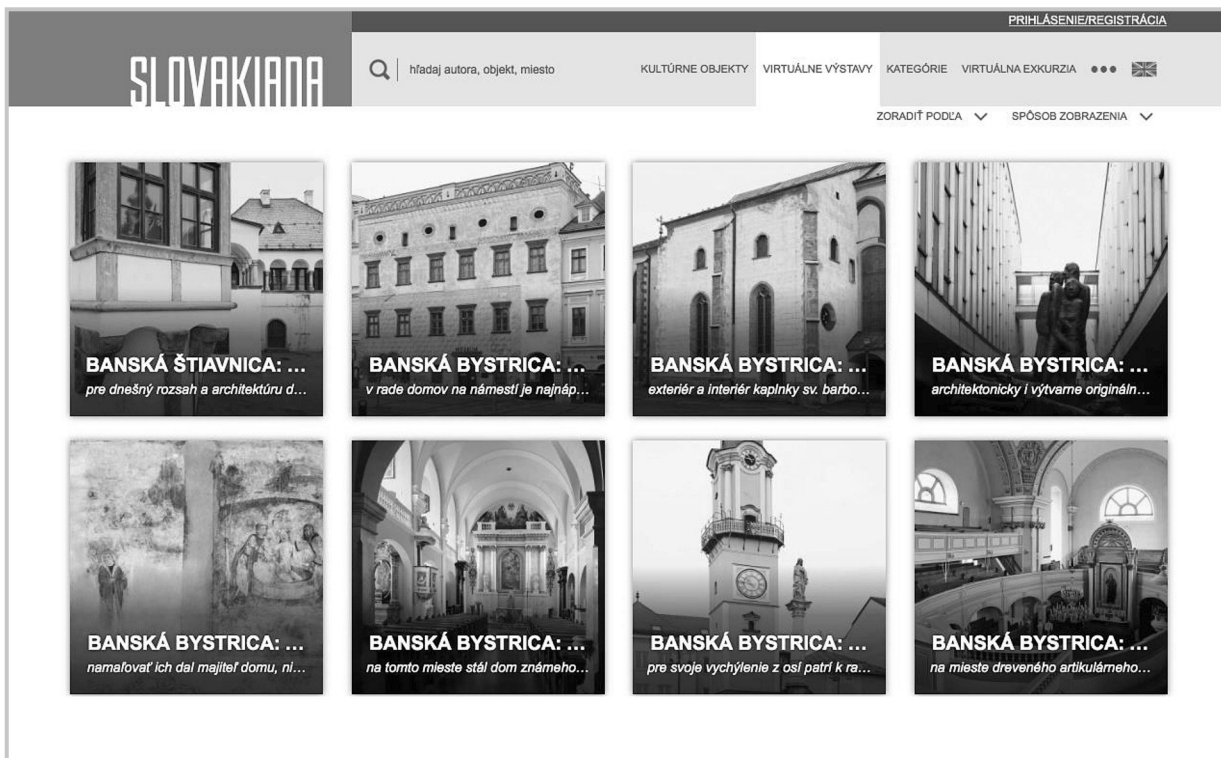 PRIHLÁSENIE/REGISTRÁCIA
SLOVAKIANA
hľadaj autora, objekt, miesto
KULTÚRNE OBJEKTY VIRTUÁLNE VÝSTAVY KATEGÓRIE VIRTUÁLNA EXKURZIA
ZORADIŤ PODĽA SPÔSOB ZOBRAZENIA
BANSKÁ ŠTIAVNICA: ...
pre dnešný rozsah a architektúru d...
BANSKÁ BYSTRICA: ...
v rade domov na námestí je najnáp...
BANSKÁ BYSTRICA: ...
exteriér a interiér kaplnky sv. barbo...
BANSKÁ BYSTRICA: ...
architektonicky i výtvarne origináln...
BANSKÁ BYSTRICA: ...
namaľovať ich dal majiteľ domu, ni...
BANSKÁ BYSTRICA: ...
na tomto mieste stál dom známeho...
BANSKÁ BYSTRICA: ...
pre svoje vychýlenie z osi patrí k ra...
BANSKÁ BYSTRICA: ...
na mieste dreveného artikulárneho...